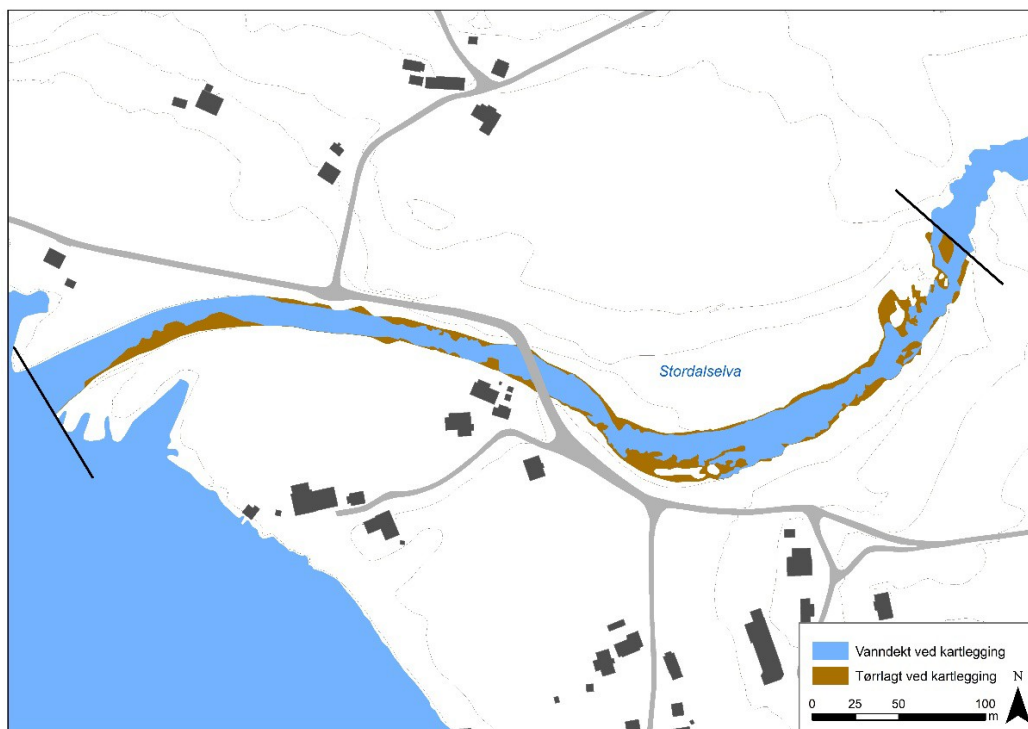 Stordalselva
Vanndekt ved kartlegging
Tørrlagt ved kartlegging
N
0 25 50 100
m